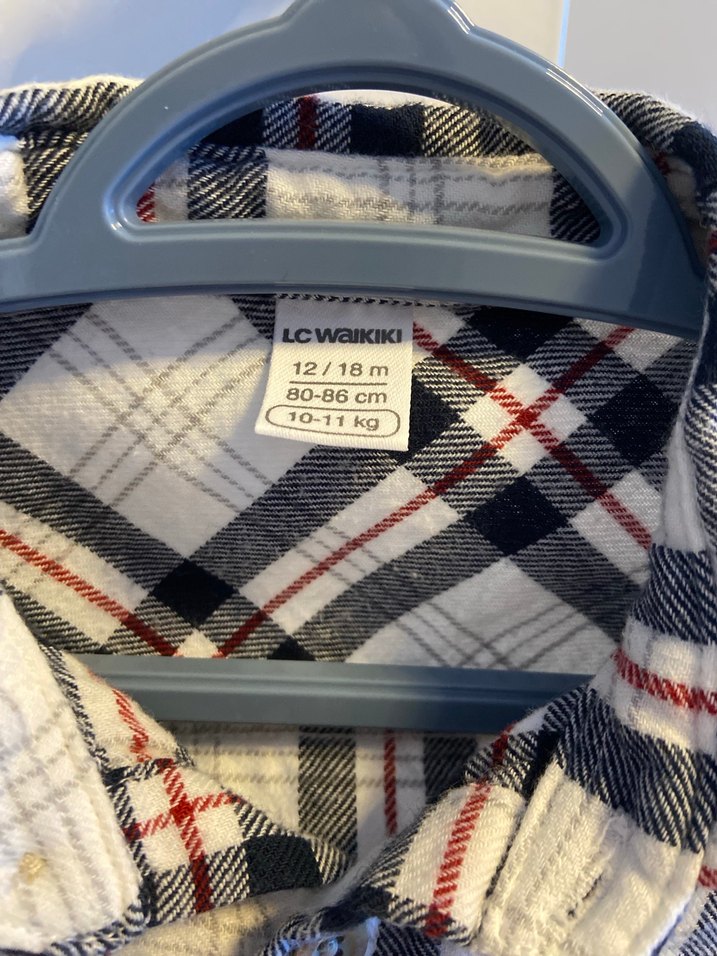 LC WAIKIKI
12 / 18 m
80-86 cm
10-11 kg